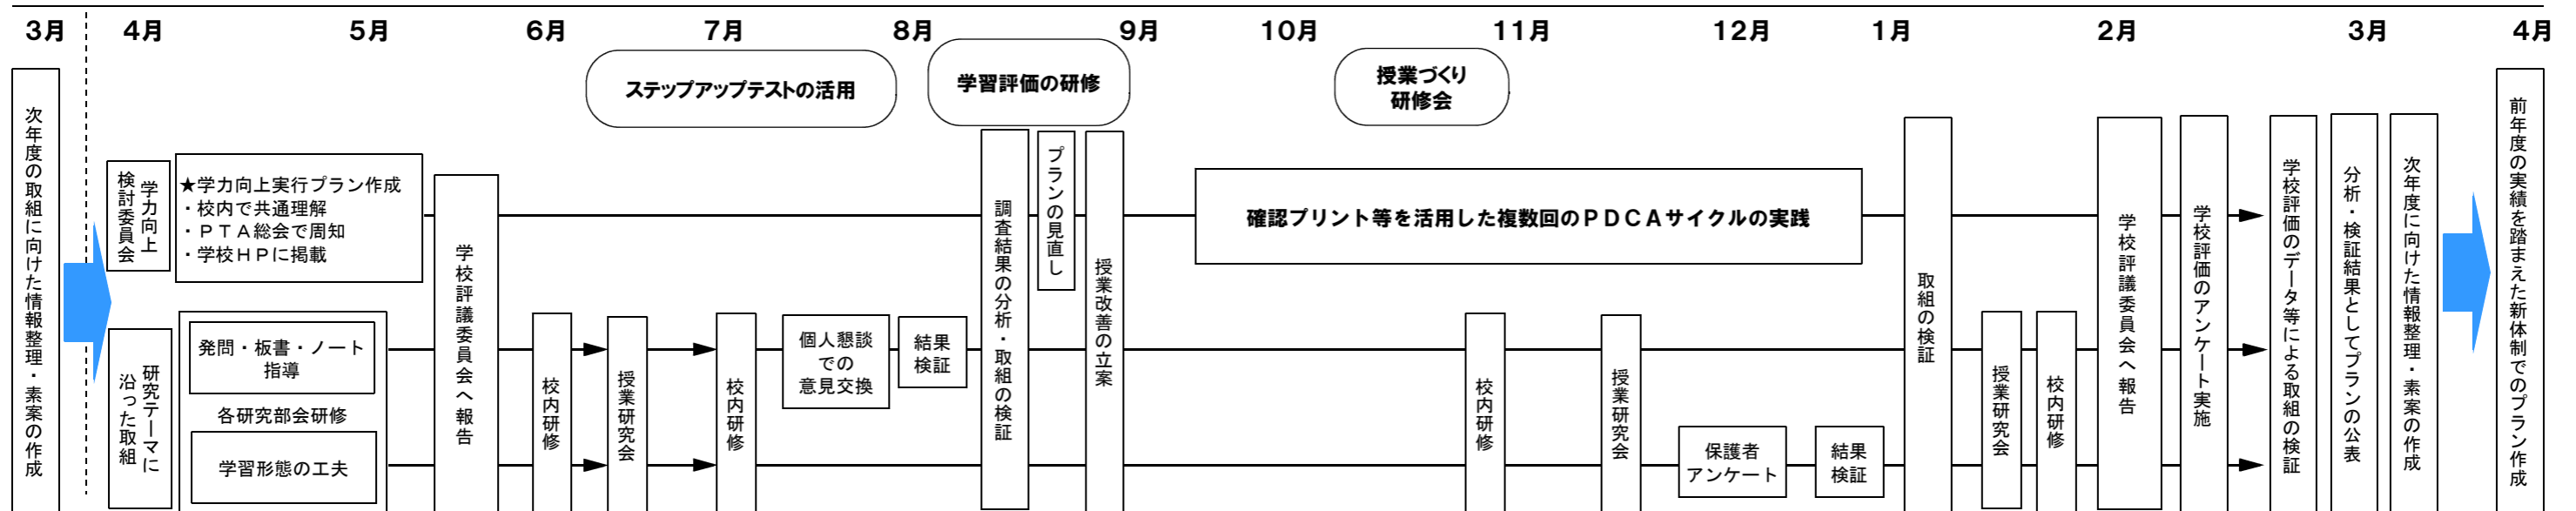 3月
4月
5月
6月
7月
8月
9月
10月
11月
12月
1月
2月
3月
4月
ステップアップテストの活用
学習評価の研修
授業づくり
研修会
次年度の取組に向けた情報整理・素案の作成
学力向上
検討委員会
★学力向上実行プラン作成
・校内で共通理解
・ＰＴＡ総会で周知
・学校ＨＰに掲載
研究テーマに
沿った取組
発問・板書・ノート
指導
各研究部会研修
学習形態の工夫
学校評議委員会へ報告
校内研修
授業研究会
校内研修
個人懇談
での
意見交換
結果
検証
調査結果の分析・取組の検証
プランの見直し
授業改善の立案
確認プリント等を活用した複数回のＰＤＣＡサイクルの実践
校内研修
授業研究会
保護者
アンケート
結果
検証
取組の検証
授業研究会
校内研修
学校評議委員会へ報告
学校評価のアンケート実施
学校評価のデータ等による取組の検証
分析・検証結果としてプランの公表
次年度に向けた情報整理・素案の作成
前年度の実績を踏まえた新体制でのプラン作成